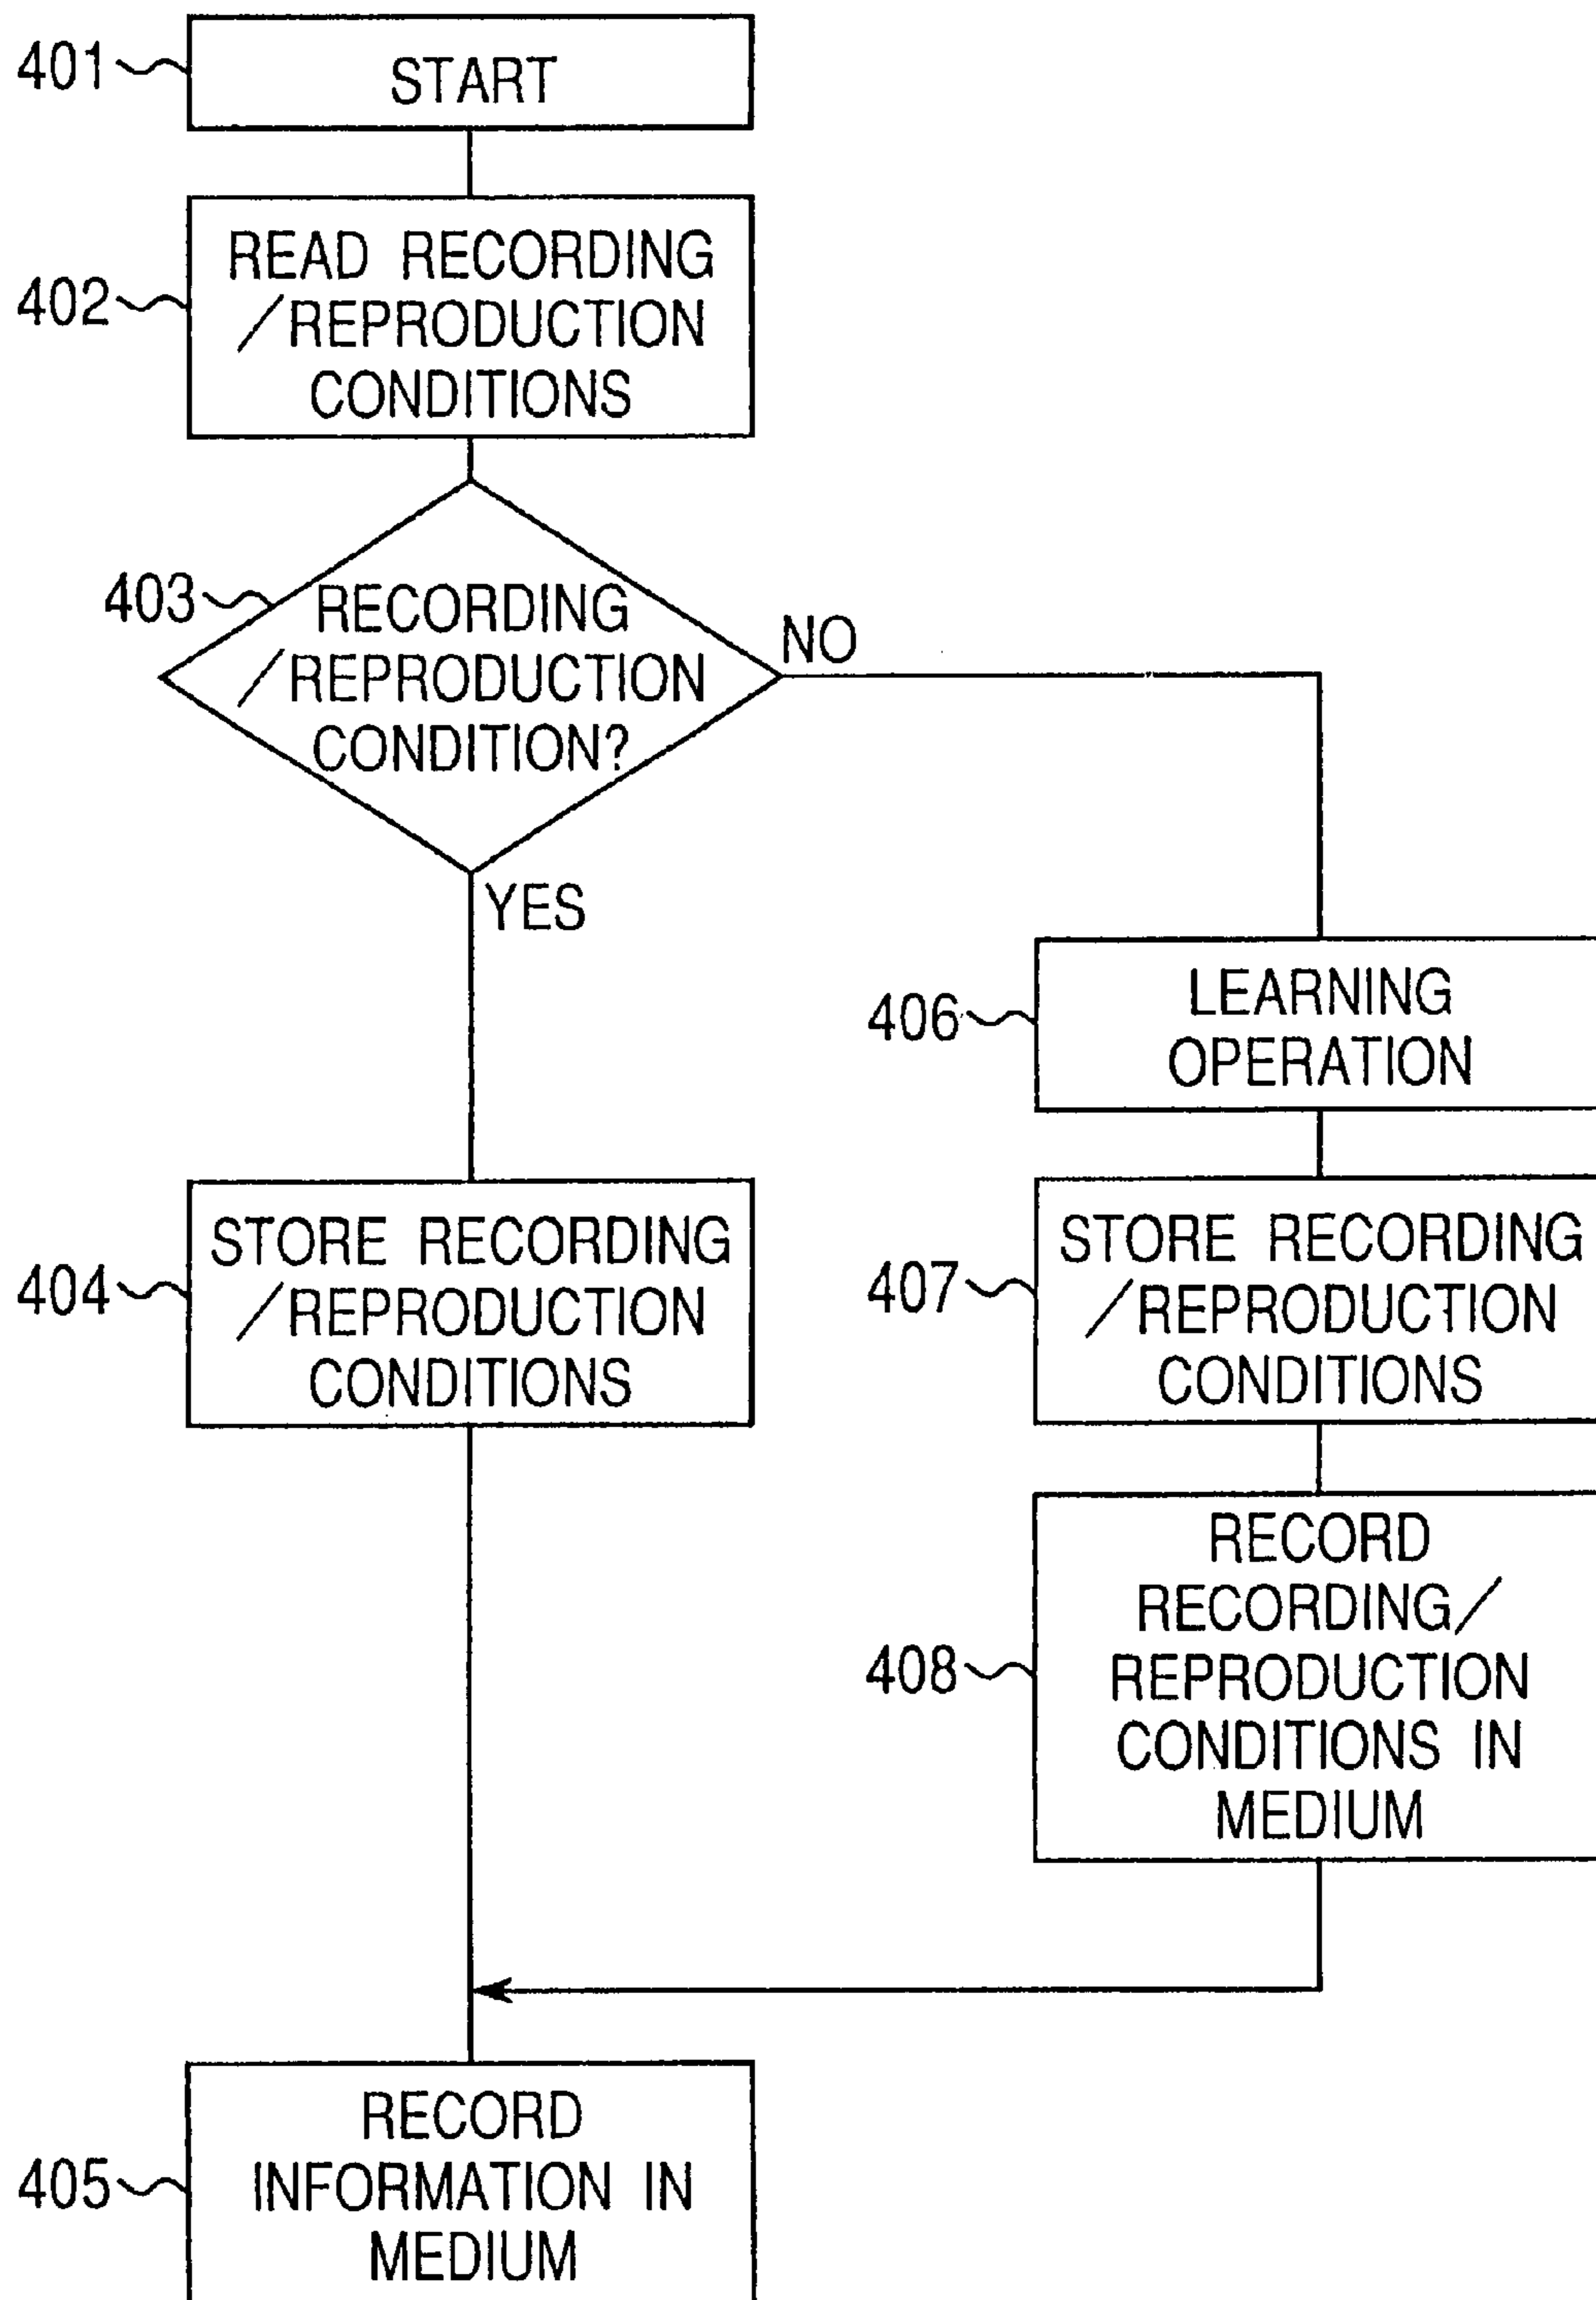 401
START
402
READ RECORDING
/REPRODUCTION
CONDITIONS
403
RECORDING
/REPRODUCTION
CONDITION?
NO
YES
406
LEARNING
OPERATION
404
STORE RECORDING
/REPRODUCTION
CONDITIONS
407
STORE RECORDING
/REPRODUCTION
CONDITIONS
408
RECORD
RECORDING/
REPRODUCTION
CONDITIONS IN
MEDIUM
405
RECORD
INFORMATION IN
MEDIUM